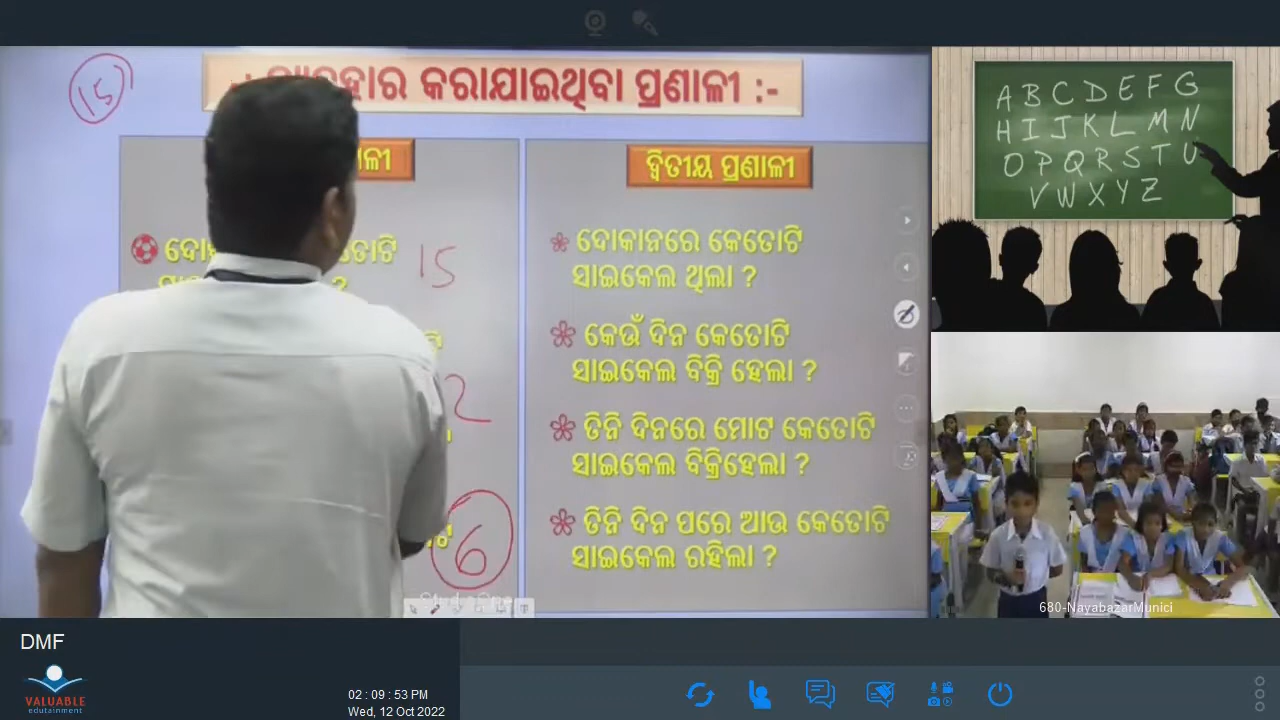 15
କରାଯାଇଥିବା ପ୍ରଣାଳୀ :-
15
2
6
ଦ୍ୱିତୀୟ ପ୍ରଣାଳୀ
ଦୋକାନରେ କେତୋଟି
ସାଇକେଲ ଥିଲା ?
କେଉଁ ଦିନ କେତୋଟି
ସାଇକେଲ ବିକ୍ରି ହେଲା ?
ତିନି ଦିନରେ ମୋଟ କେତୋଟି
ସାଇକେଲ ବିକ୍ରିହେଲା ?
ତିନି ଦିନ ପରେ ଆଉ କେତୋଟି
ସାଇକେଲ ରହିଲା ?
A B C D E F G
H I J K L M N
O P Q R S T U
V W X Y Z
680-NayabazarMunici
DMF
VALUABLE
edutainment
02 : 09 : 53 PM
Wed, 12 Oct 2022